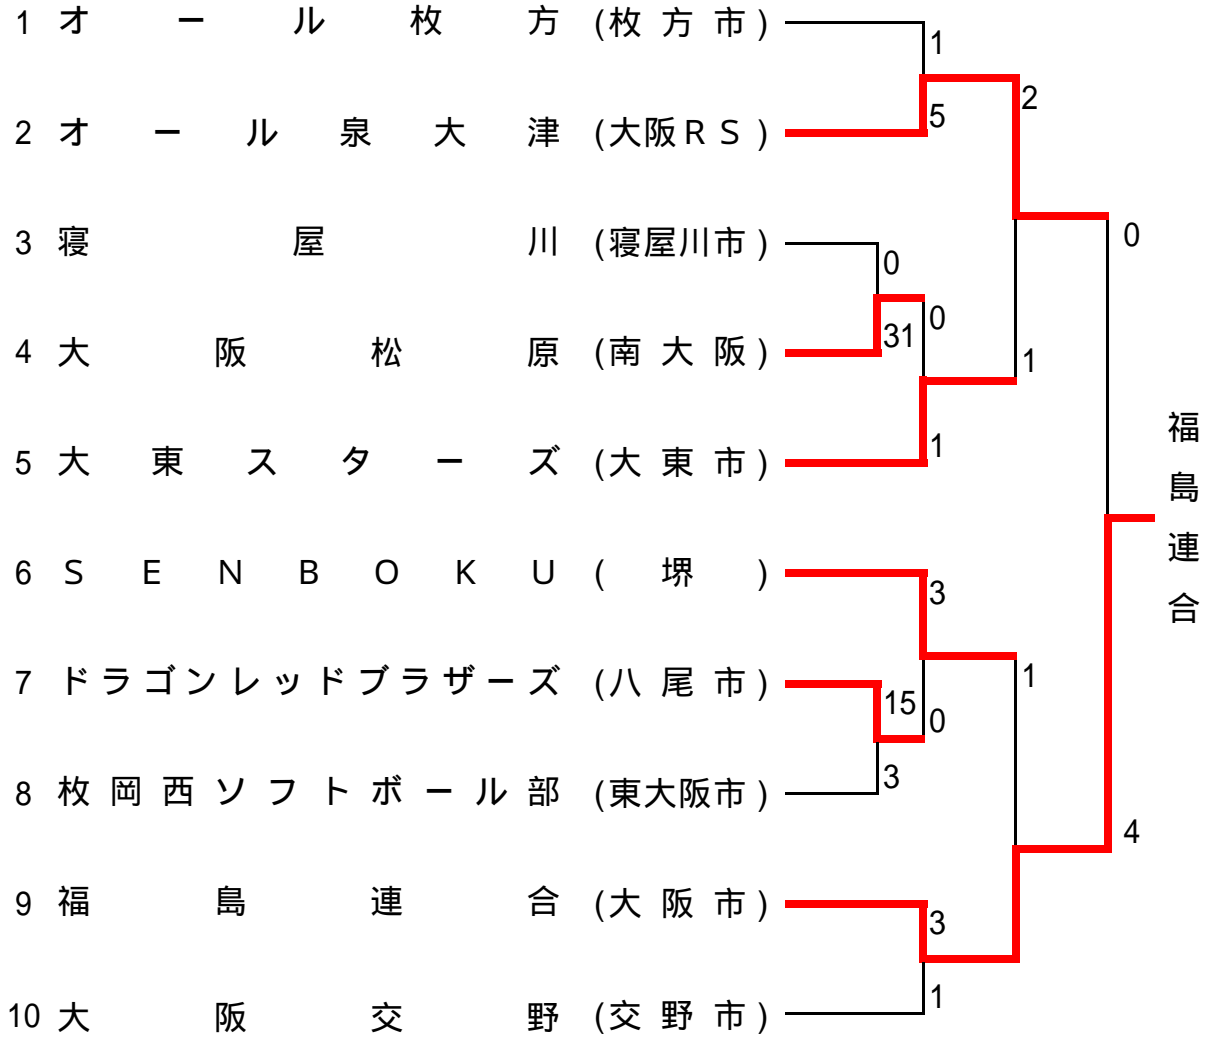 1 オール枚方 (枚方市)
1
2
5
2 オール泉大津 (大阪RS)
3 寝屋川 (寝屋川市)
0
0
0
31
1
4 大阪松原 (南大阪)
1
5 大東スターズ (大東市)
福島連合
6 SENBOKU (堺)
3
1
7 ドラゴンレッドブラザーズ (八尾市)
15
0
3
8 枚岡西ソフトボール部 (東大阪市)
4
9 福島連合 (大阪市)
3
1
10 大阪交野 (交野市)